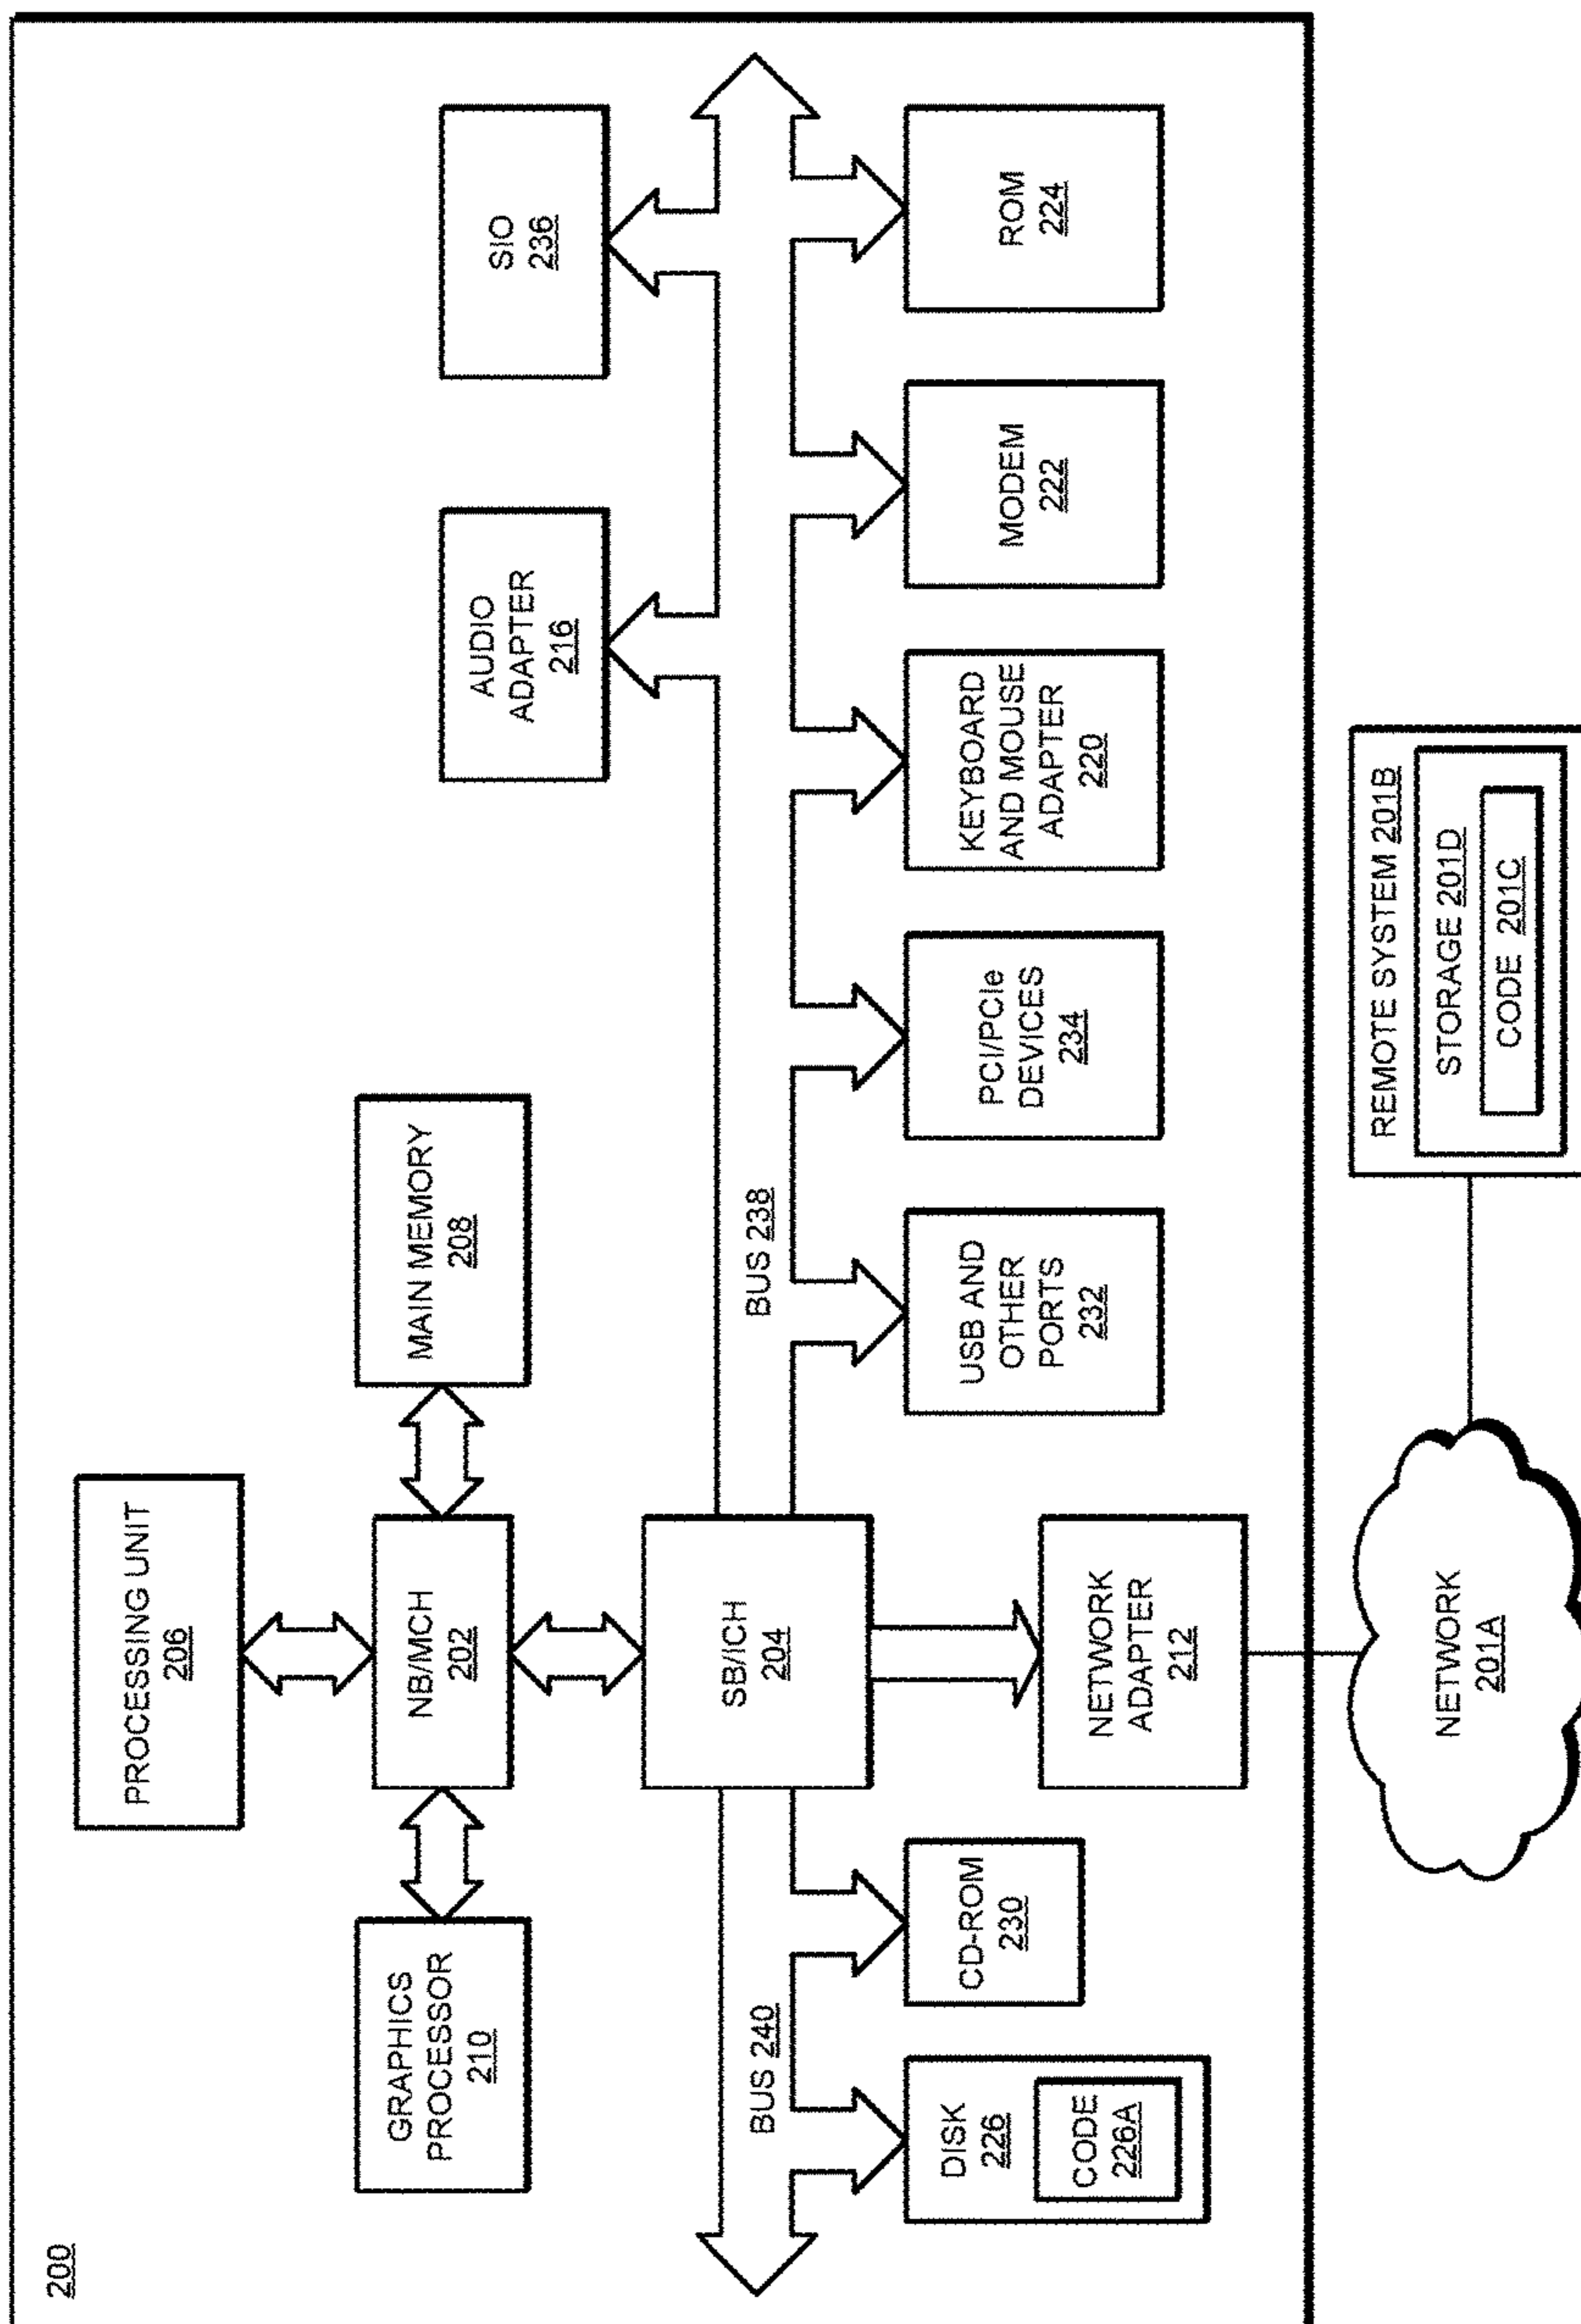 200
PROCESSING UNIT
206
GRAPHICS
PROCESSOR
210
NB/MCH
202
MAIN MEMORY
208
AUDIO
ADAPTER
216
SIO
236
SB/ICH
204
BUS 240
BUS 238
DISK
226
CODE
226A
CD-ROM
230
NETWORK
ADAPTER
212
USB AND
OTHER
PORTS
232
PCI/PCIe
DEVICES
234
KEYBOARD
AND MOUSE
ADAPTER
220
MODEM
222
ROM
224
NETWORK
201A
REMOTE SYSTEM 201B
STORAGE 201D
CODE 201C